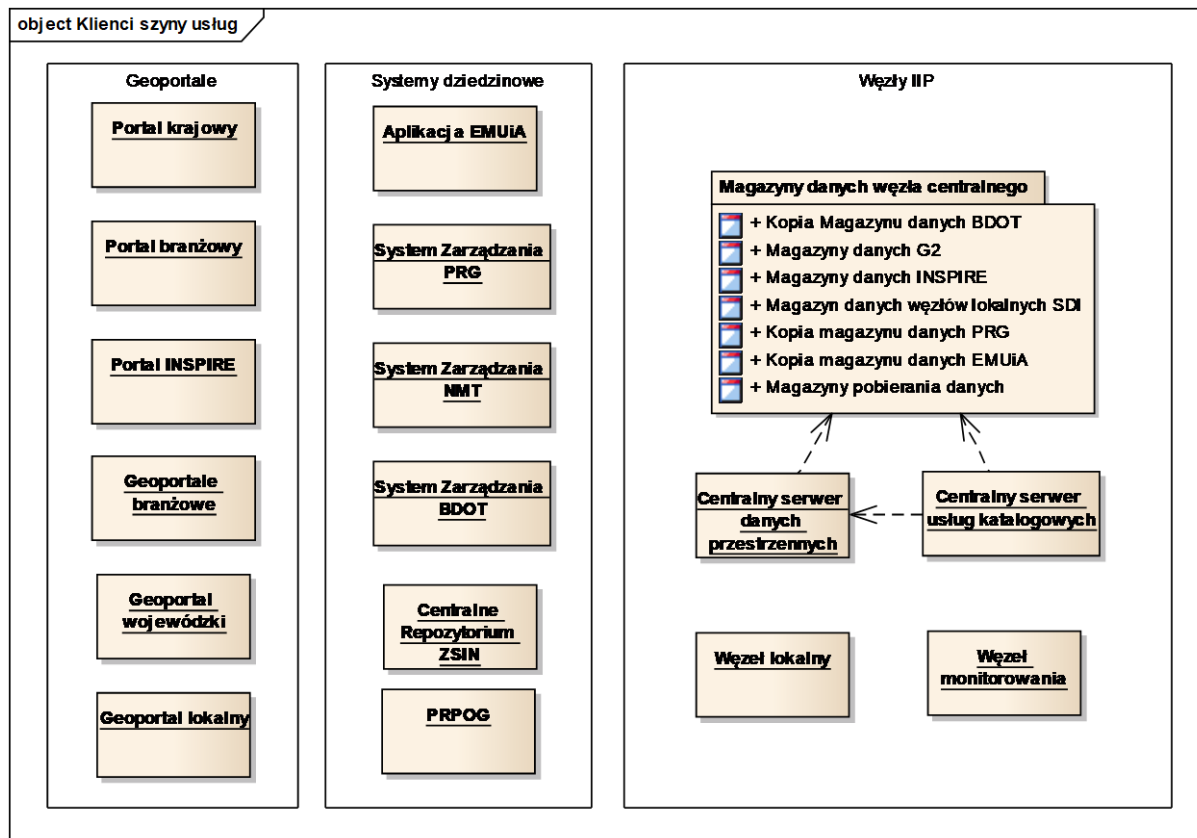 object Klienci szyny usług
Geoportale
Portal krajowy
Portal branżowy
Portal INSPIRE
Geoportale
branżowe
Geoportal
wojewódzki
Geoportal lokalny
Systemy dziedzinowe
Aplikacja EMUiA
System Zarządzania
PRG
System Zarządzania
NMT
System Zarządzania
BDOT
Centralne
Repozytorium
ZSIN
PRPOG
Węzły IIP
Magazyny danych węzła centralnego
+ Kopia Magazynu danych BDOT
+ Magazyny danych G2
+ Magazyny danych INSPIRE
+ Magazyn danych węzłów lokalnych SDI
+ Kopia magazynu danych PRG
+ Kopia magazynu danych EMUiA
+ Magazyny pobierania danych
Centralny serwer
danych
przestrzennych
Centralny serwer
usług katalogowych
Węzeł lokalny
Węzeł
monitorowania